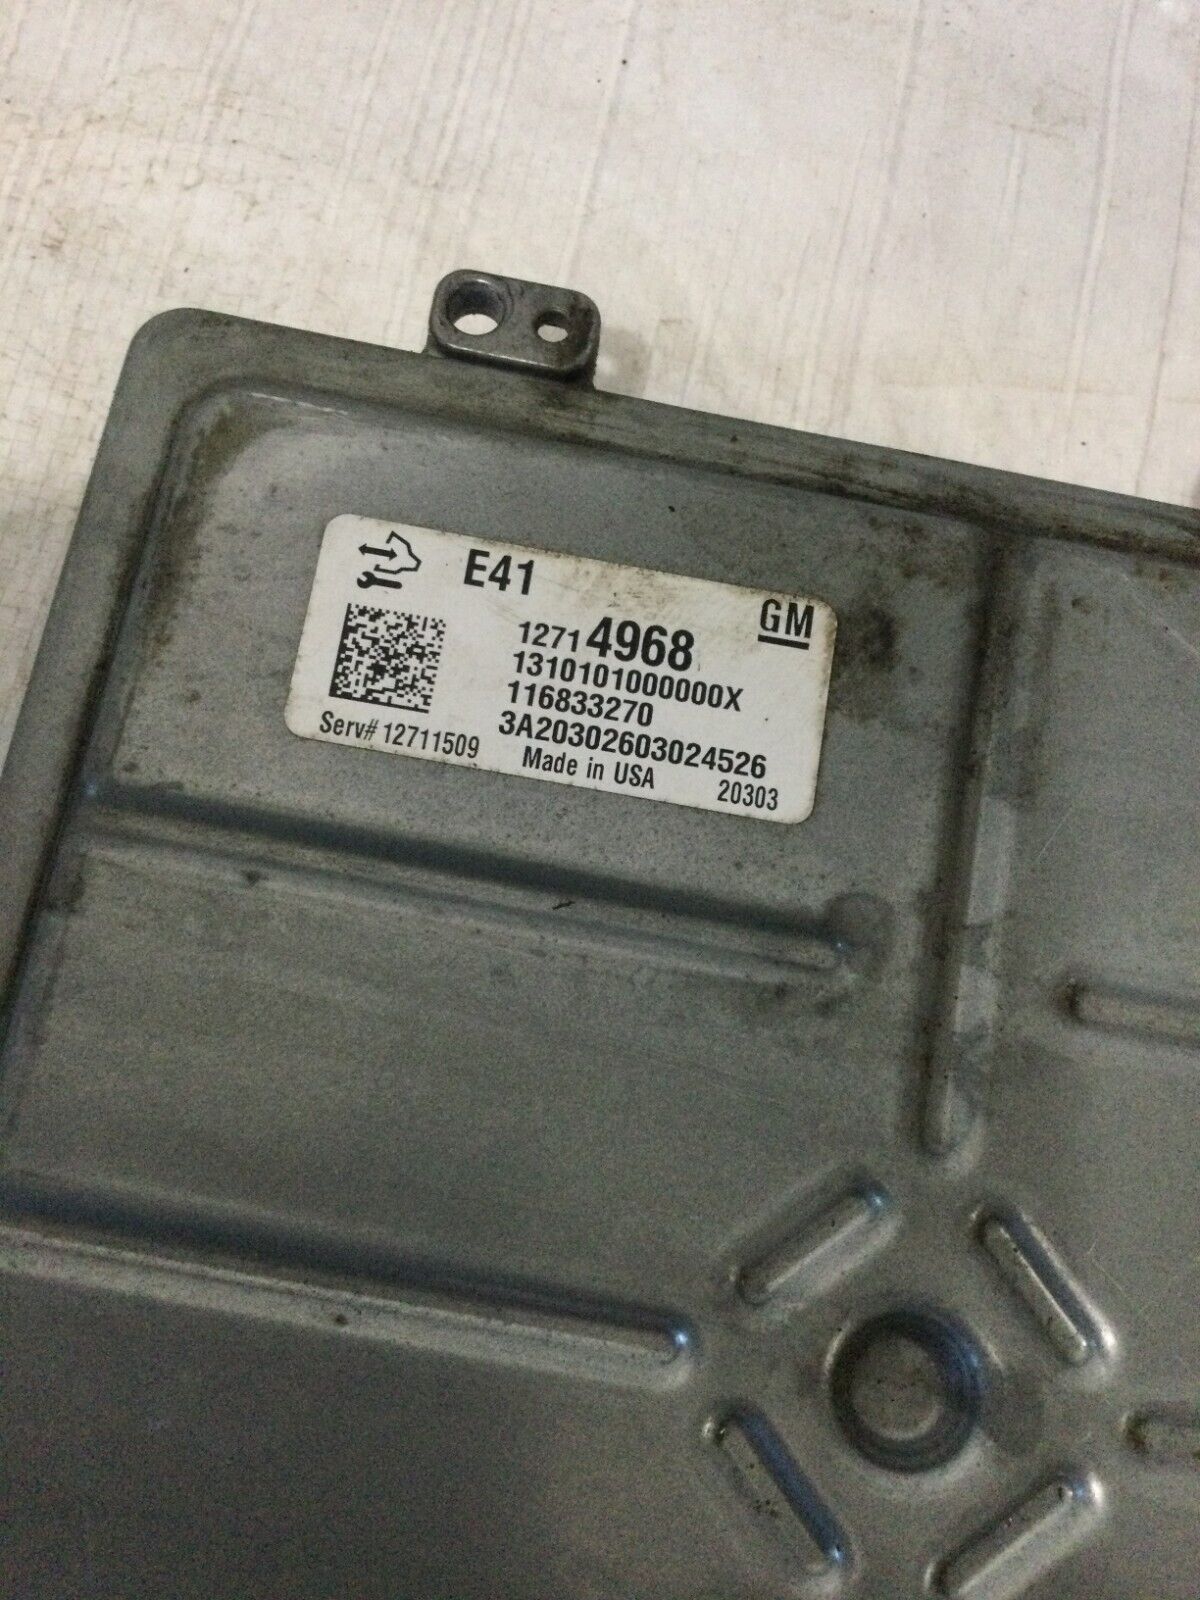 E41
GM
12714968
1310101000000X
116833270
3A20302603024526
Serv# 12711509
Made in USA
20303